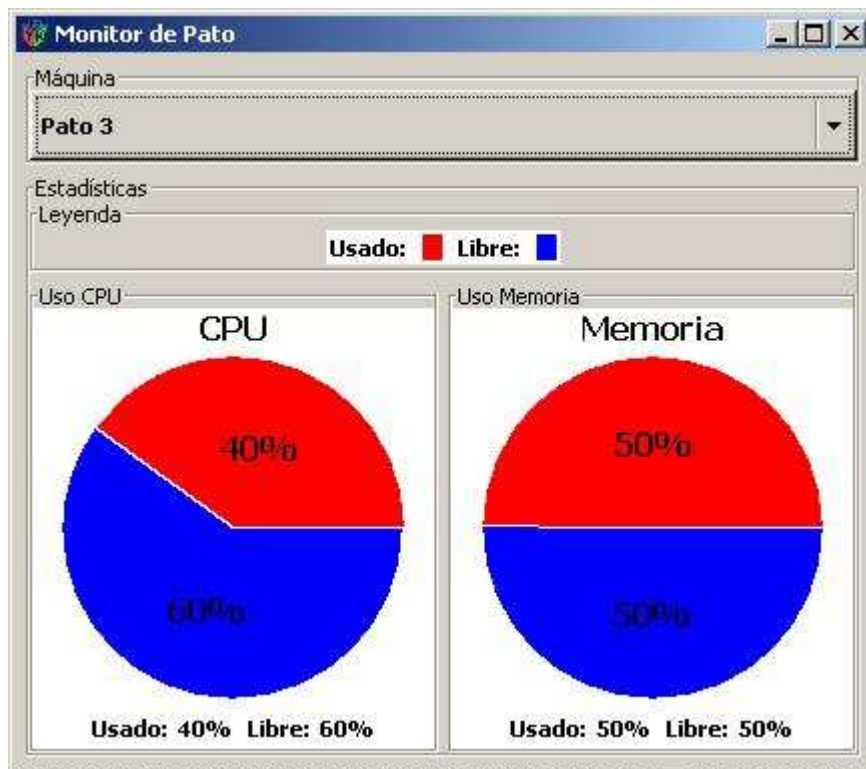 Monitor de Pato
Máquina
Pato 3
Estadísticas
Leyenda
Usado: Libre:
Uso CPU
CPU
40%
60%
Usado: 40% Libre: 60%
Uso Memoria
Memoria
50%
50%
Usado: 50% Libre: 50%